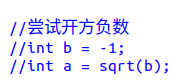 //尝试开方负数
//int b = -1;
//int a = sqrt(b);